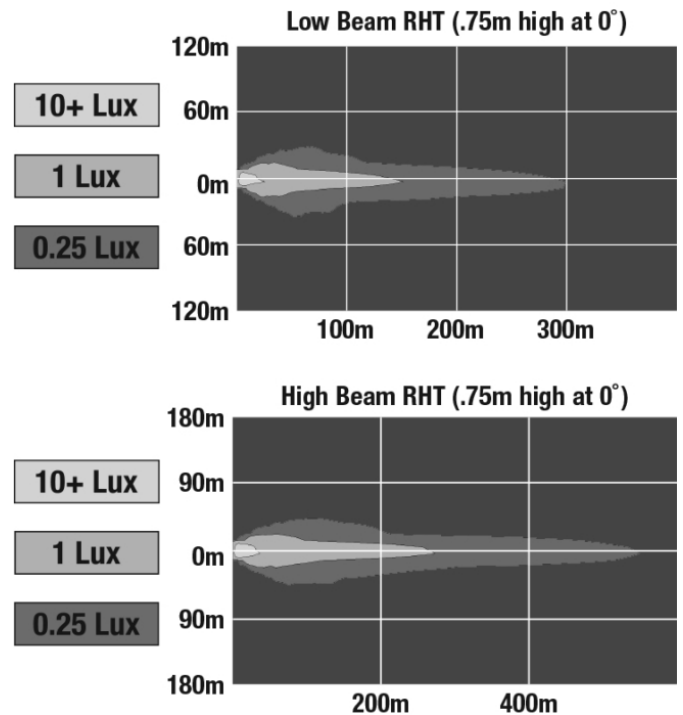 Low Beam RHT (.75m high at 0°)
120m
10+ Lux
60m
1 Lux
0m
0.25 Lux
60m
120m
100m 200m 300m
High Beam RHT (.75m high at 0°)
180m
10+ Lux
90m
1 Lux
0m
0.25 Lux
90m
180m
200m 400m